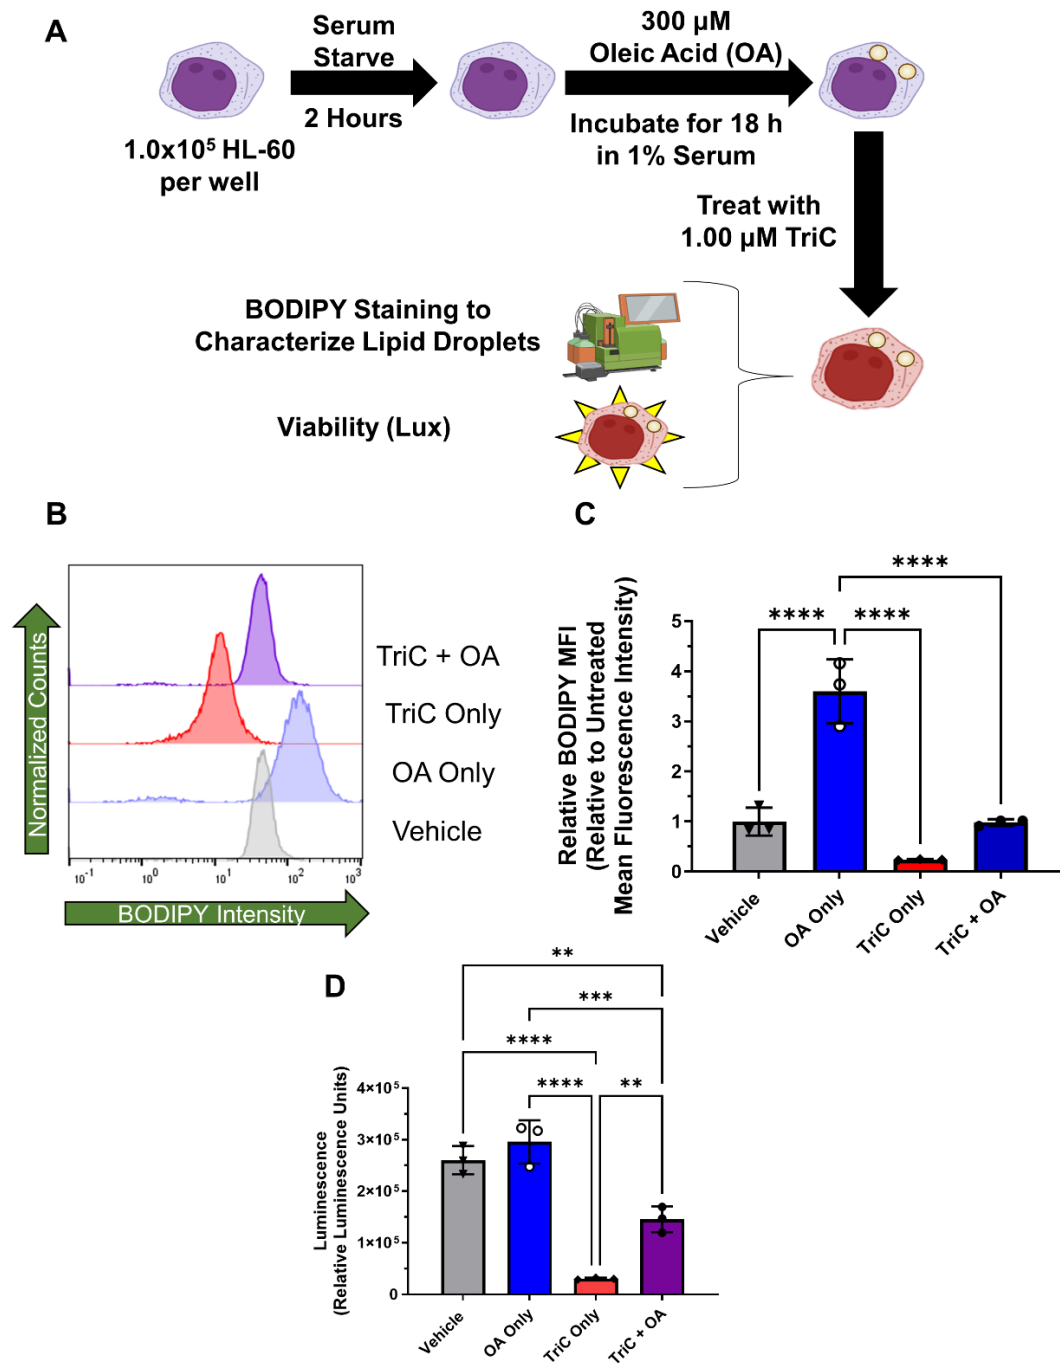 A
Serum
Starve
2 Hours
300 µM
Oleic Acid (OA)
Incubate for 18 h
in 1% Serum
1.0x10⁵ HL-60
per well
Treat with
1.00 µM TriC
BODIPY Staining to
Characterize Lipid Droplets
Viability (Lux)
B
Normalized Counts
TriC + OA
TriC Only
OA Only
Vehicle
10⁻¹ 10⁰ 10¹ 10² 10³
BODIPY Intensity
C
Relative BODIPY MFI
(Relative to Untreated
Mean Fluorescence Intensity)
****
**** ****
5
4
3
2
1
0
Vehicle
OA Only
TriC Only
TriC + OA
D
**
***
****
**** **
Luminescence
(Relative Luminescence Units)
4×10⁵
3×10⁵
2×10⁵
1×10⁵
0
Vehicle
OA Only
TriC Only
TriC + OA